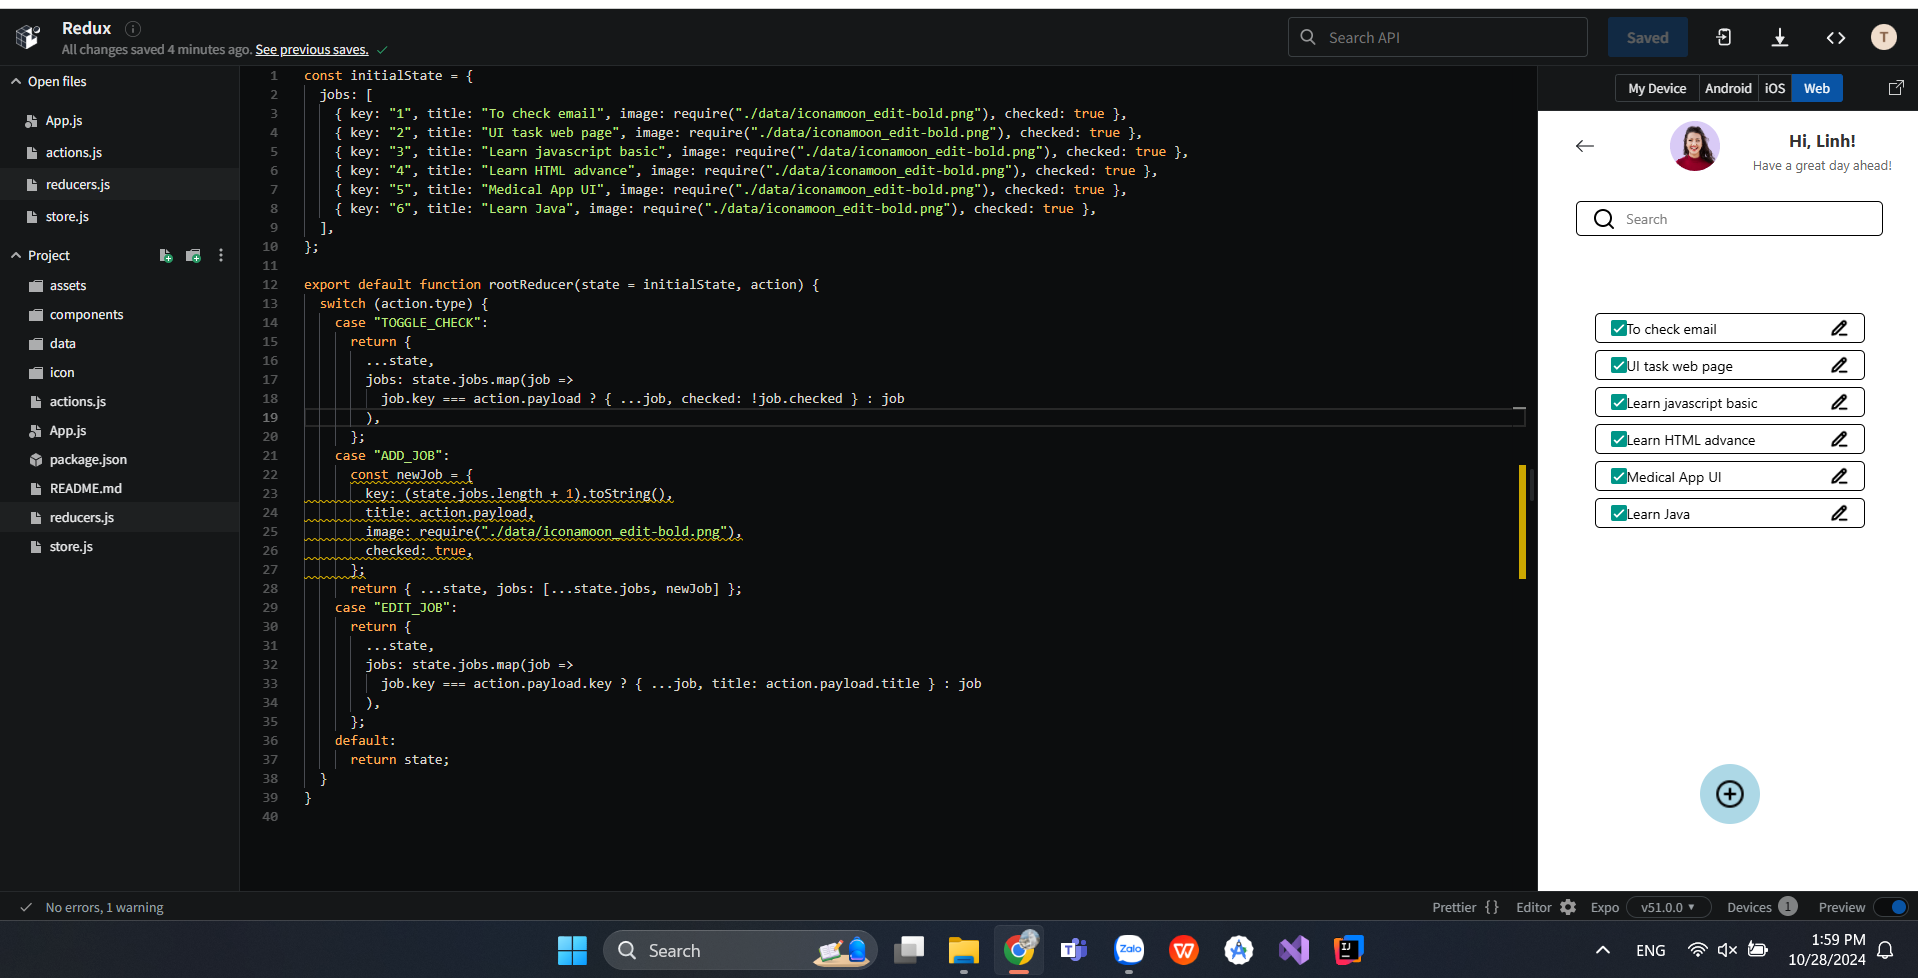 Redux
All changes saved 4 minutes ago. See previous saves.
Search API
Saved
T
Open files
App.js
actions.js
reducers.js
store.js
Project
assets
components
data
icon
actions.js
App.js
package.json
README.md
reducers.js
store.js
1 const initialState = {
2 jobs: [
3 { key: "1", title: "To check email", image: require("./data/iconamoon_edit-bold.png"), checked: true },
4 { key: "2", title: "UI task web page", image: require("./data/iconamoon_edit-bold.png"), checked: true },
5 { key: "3", title: "Learn javascript basic", image: require("./data/iconamoon_edit-bold.png"), checked: true },
6 { key: "4", title: "Learn HTML advance", image: require("./data/iconamoon_edit-bold.png"), checked: true },
7 { key: "5", title: "Medical App UI", image: require("./data/iconamoon_edit-bold.png"), checked: true },
8 { key: "6", title: "Learn Java", image: require("./data/iconamoon_edit-bold.png"), checked: true },
9 ],
10 };
11
12 export default function rootReducer(state = initialState, action) {
13 switch (action.type) {
14 case "TOGGLE_CHECK":
15 return {
16 ...state,
17 jobs: state.jobs.map(job =>
18 job.key === action.payload ? { ...job, checked: !job.checked } : job
19 ),
20 };
21 case "ADD_JOB":
22 const newJob = {
23 key: (state.jobs.length + 1).toString(),
24 title: action.payload,
25 image: require("./data/iconamoon_edit-bold.png"),
26 checked: true,
27 };
28 return { ...state, jobs: [...state.jobs, newJob] };
29 case "EDIT_JOB":
30 return {
31 ...state,
32 jobs: state.jobs.map(job =>
33 job.key === action.payload.key ? { ...job, title: action.payload.title } : job
34 ),
35 };
36 default:
37 return state;
38 }
39 }
40
My Device Android iOS Web
Hi, Linh!
Have a great day ahead!
Search
To check email
UI task web page
Learn javascript basic
Learn HTML advance
Medical App UI
Learn Java
No errors, 1 warning
Prettier {} Editor Expo v51.0.0 Devices 1 Preview
Search
Zalo
ENG
1:59 PM
10/28/2024